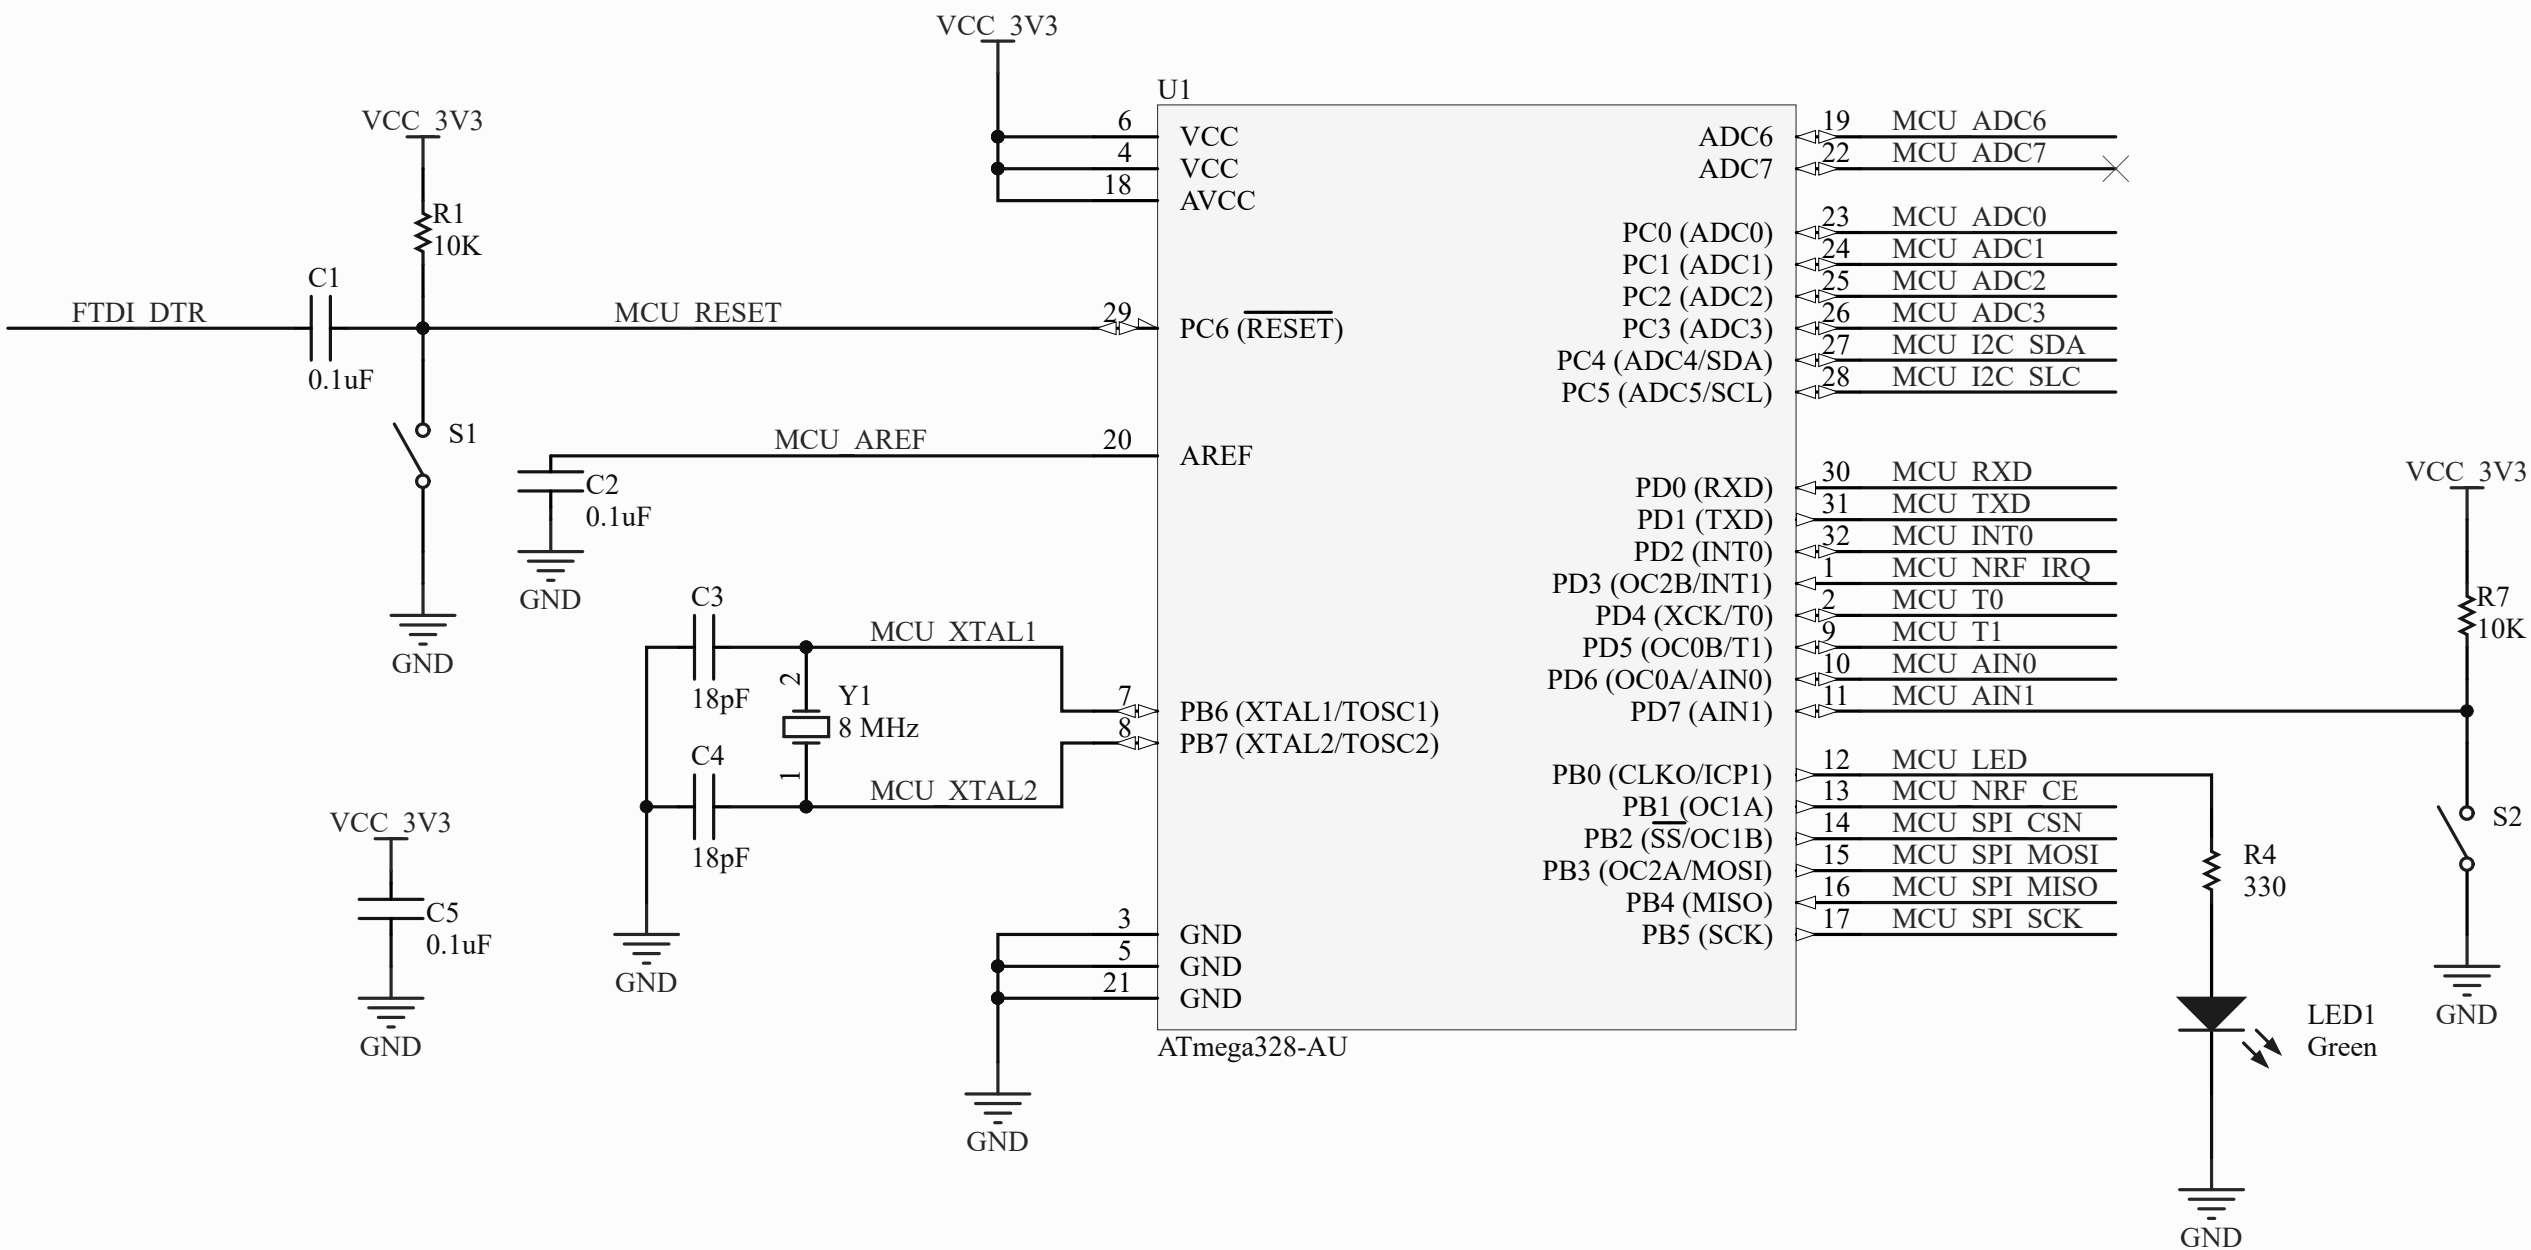 VCC_3V3
VCC_3V3
R1
10K
C1
0.1uF
FTDI_DTR
MCU_RESET
S1
GND
MCU_AREF
C2
0.1uF
GND
C3
18pF
MCU_XTAL1
2
Y1
8 MHz
1
C4
18pF
MCU_XTAL2
GND
VCC_3V3
C5
0.1uF
GND
GND
U1
6 VCC
4 VCC
18 AVCC
29 PC6 (RESET)
20 AREF
7 PB6 (XTAL1/TOSC1)
8 PB7 (XTAL2/TOSC2)
3 GND
5 GND
21 GND
ATmega328-AU
ADC6 19 MCU_ADC6
ADC7 22 MCU_ADC7
PC0 (ADC0) 23 MCU_ADC0
PC1 (ADC1) 24 MCU_ADC1
PC2 (ADC2) 25 MCU_ADC2
PC3 (ADC3) 26 MCU_ADC3
PC4 (ADC4/SDA) 27 MCU_I2C_SDA
PC5 (ADC5/SCL) 28 MCU_I2C_SLC
PD0 (RXD) 30 MCU_RXD
PD1 (TXD) 31 MCU_TXD
PD2 (INT0) 32 MCU_INT0
PD3 (OC2B/INT1) 1 MCU_NRF_IRQ
PD4 (XCK/T0) 2 MCU_T0
PD5 (OC0B/T1) 9 MCU_T1
PD6 (OC0A/AIN0) 10 MCU_AIN0
PD7 (AIN1) 11 MCU_AIN1
PB0 (CLKO/ICP1) 12 MCU_LED
PB1 (OC1A) 13 MCU_NRF_CE
PB2 (SS/OC1B) 14 MCU_SPI_CSN
PB3 (OC2A/MOSI) 15 MCU_SPI_MOSI
PB4 (MISO) 16 MCU_SPI_MISO
PB5 (SCK) 17 MCU_SPI_SCK
VCC_3V3
R7
10K
S2
GND
R4
330
LED1
Green
GND